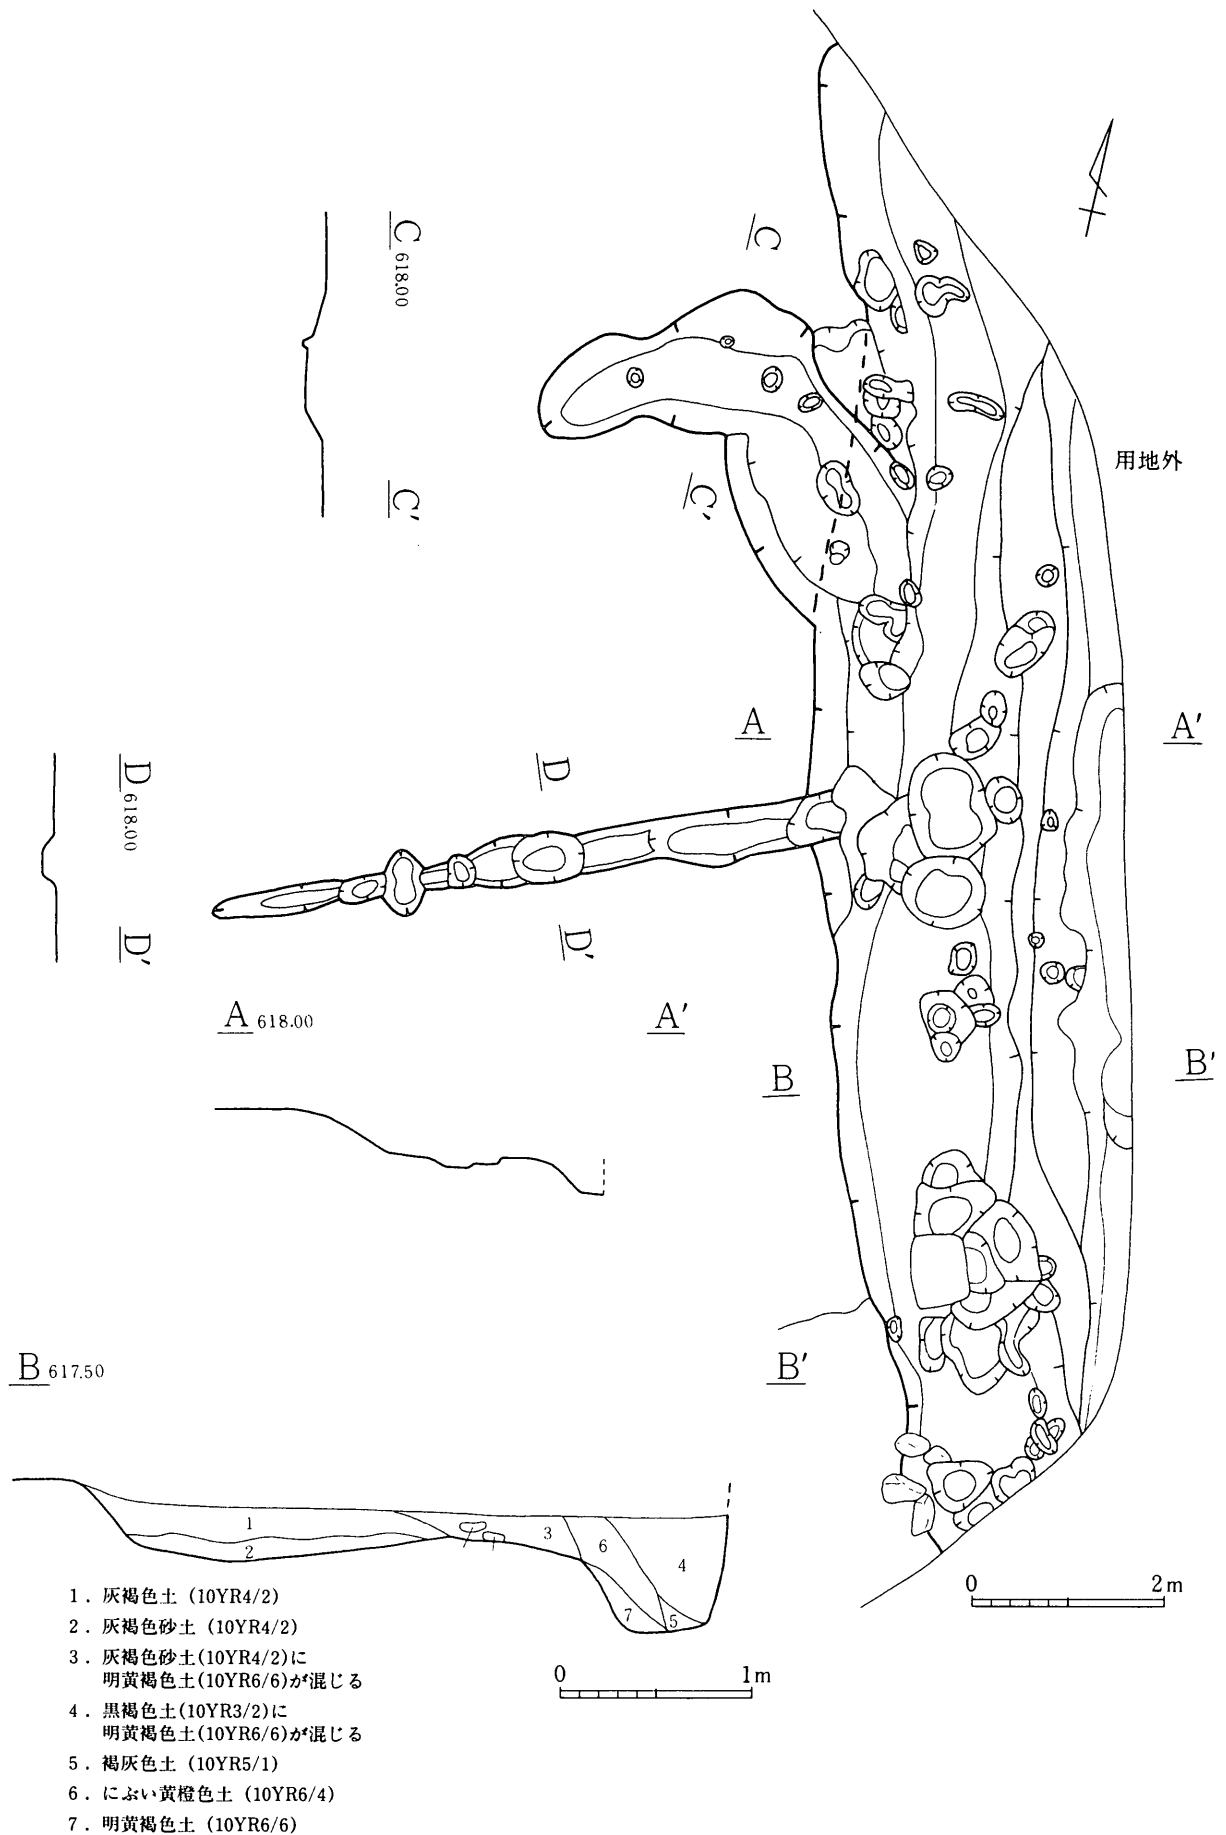 C
C 618.00
用地外
C'
C'
A
A'
D 618.00
D
D'
D'
A 618.00
A'
B'
B
B 617.50
B'
1
2
3
6
4
7
5
0 2m
0 1m
1．灰褐色土 (10YR4/2)
2．灰褐色砂土 (10YR4/2)
3．灰褐色砂土(10YR4/2)に
明黄褐色土(10YR6/6)が混じる
4．黒褐色土(10YR3/2)に
明黄褐色土(10YR6/6)が混じる
5．褐灰色土 (10YR5/1)
6．にぶい黄橙色土 (10YR6/4)
7．明黄褐色土 (10YR6/6)